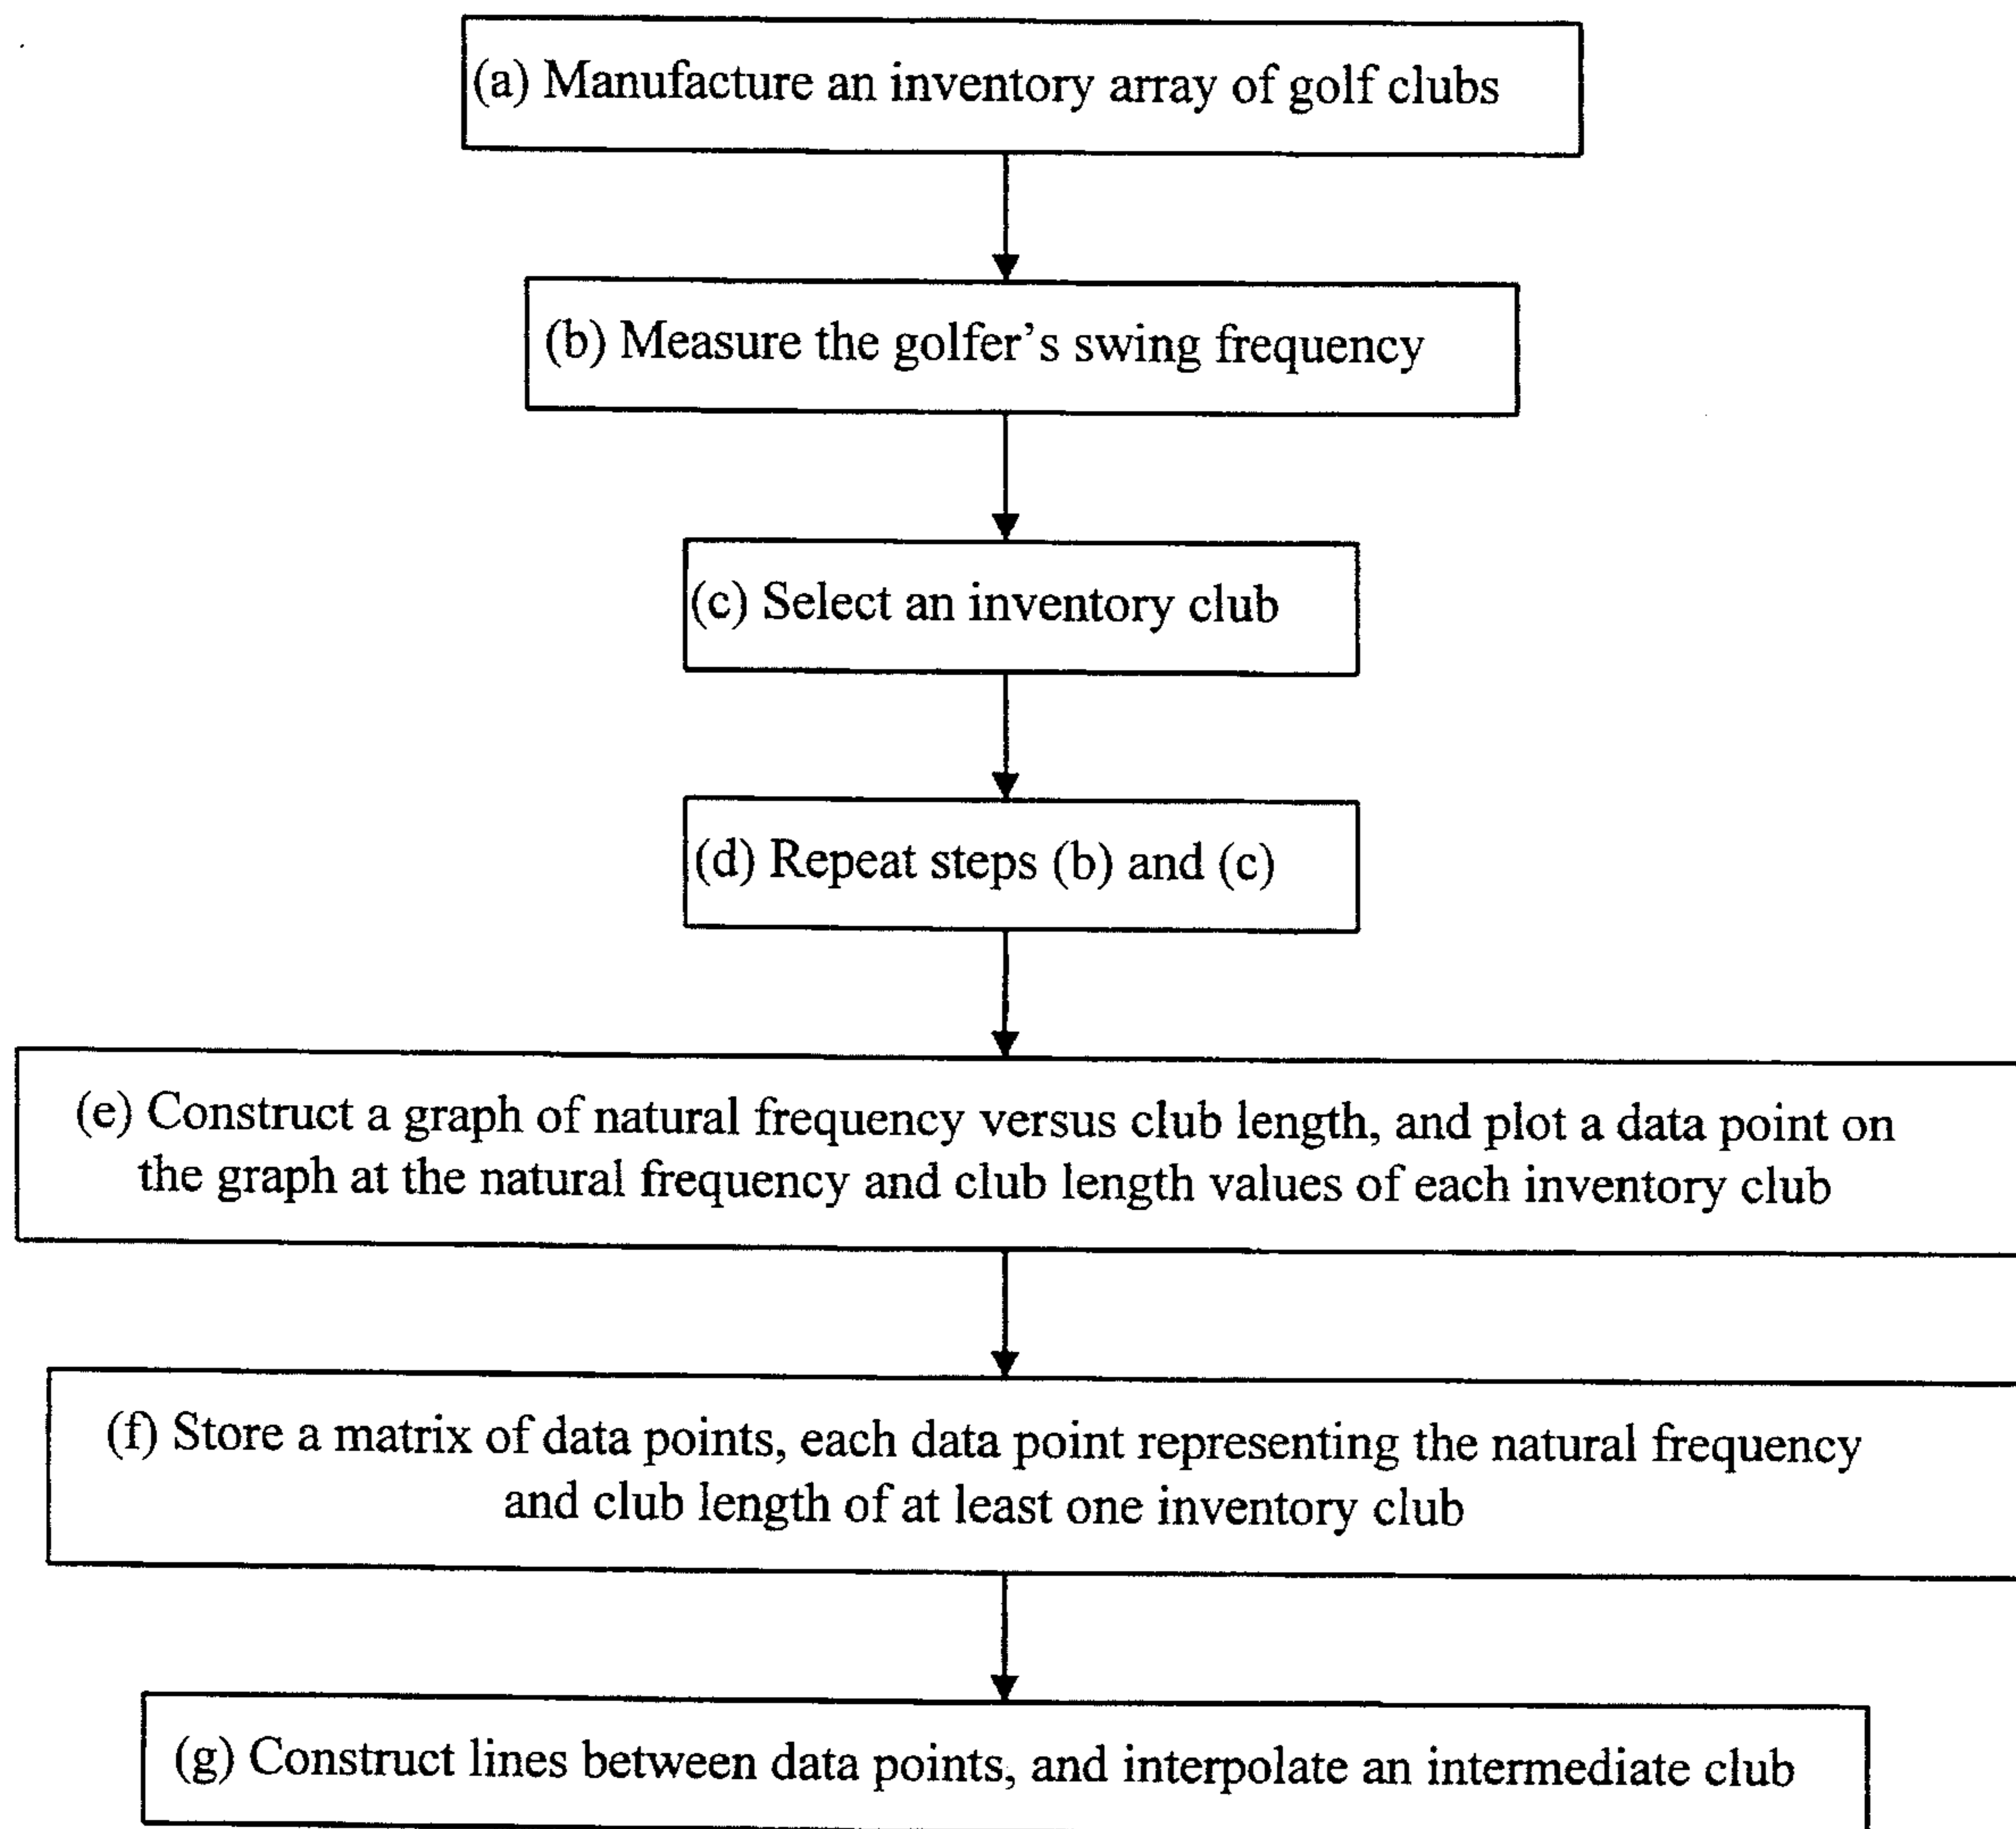 (a) Manufacture an inventory array of golf clubs
(b) Measure the golfer's swing frequency
(c) Select an inventory club
(d) Repeat steps (b) and (c)
(e) Construct a graph of natural frequency versus club length, and plot a data point on
the graph at the natural frequency and club length values of each inventory club
(f) Store a matrix of data points, each data point representing the natural frequency
and club length of at least one inventory club
(g) Construct lines between data points, and interpolate an intermediate club